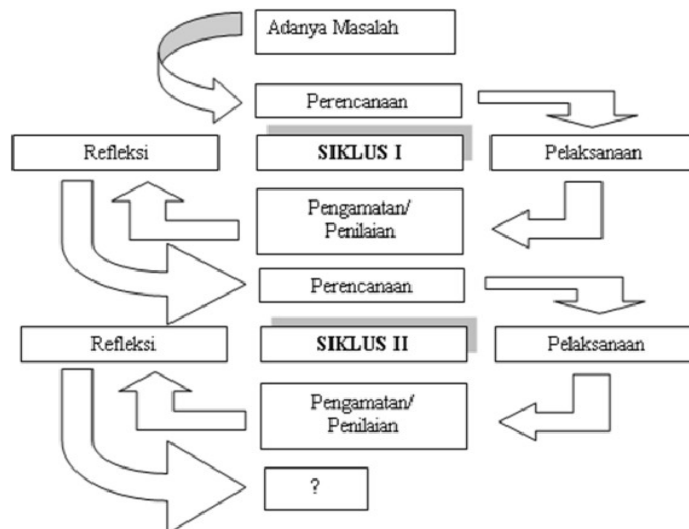 Adanya Masalah
Perencanaan
Refleksi
SIKLUS I
Pelaksanaan
Pengamatan/
Penilaian
Perencanaan
Refleksi
SIKLUS II
Pelaksanaan
Pengamatan/
Penilaian
?